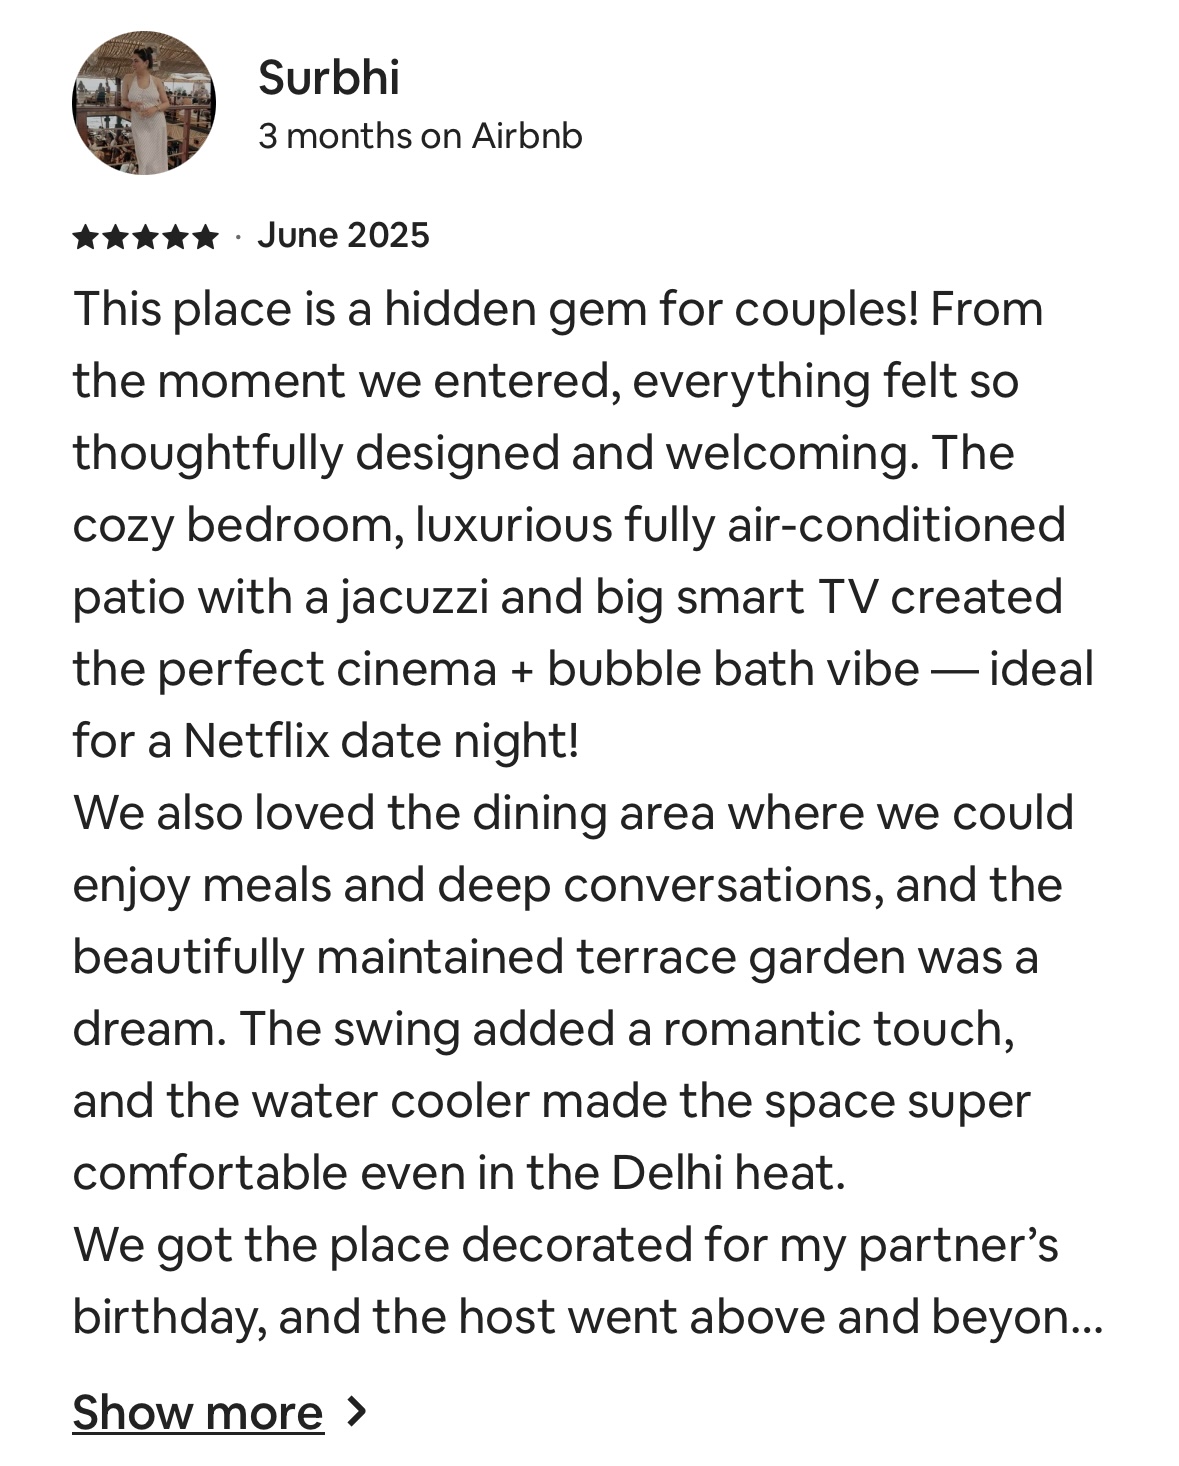 Surbhi
3 months on Airbnb
★★★★★ · June 2025
This place is a hidden gem for couples! From
the moment we entered, everything felt so
thoughtfully designed and welcoming. The
cozy bedroom, luxurious fully air-conditioned
patio with a jacuzzi and big smart TV created
the perfect cinema + bubble bath vibe — ideal
for a Netflix date night!
We also loved the dining area where we could
enjoy meals and deep conversations, and the
beautifully maintained terrace garden was a
dream. The swing added a romantic touch,
and the water cooler made the space super
comfortable even in the Delhi heat.
We got the place decorated for my partner’s
birthday, and the host went above and beyon...
Show more